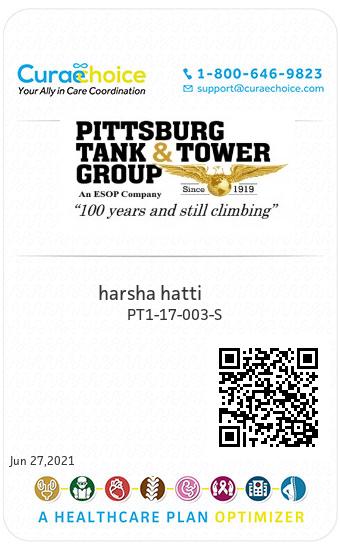 Curaechoice
Your Ally in Care Coordination
1-800-646-9823
support@curaechoice.com
PITTSBURG
TANK & TOWER
GROUP
An ESOP Company
Since 1919
“100 years and still climbing”
harsha hatti
PT1-17-003-S
Jun 27,2021
A HEALTHCARE PLAN OPTIMIZER